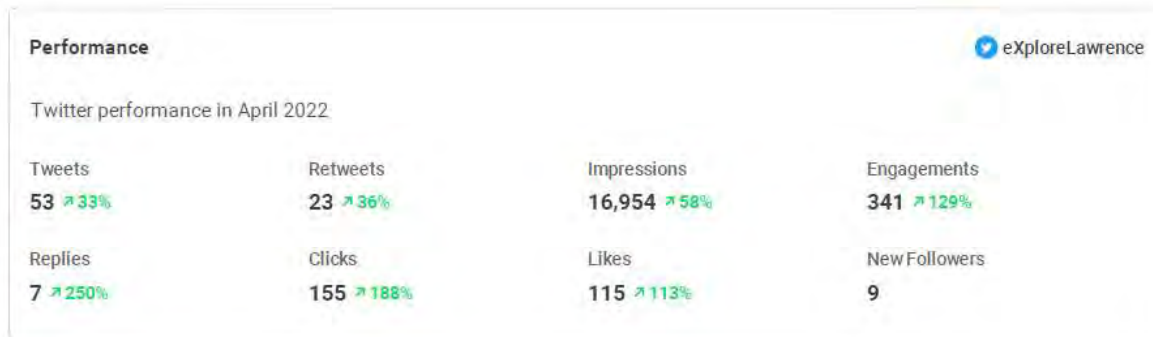 Performance
eXploreLawrence
Twitter performance in April 2022
Tweets Retweets Impressions Engagements
53 ↗33% 23 ↗36% 16,954 ↗58% 341 ↗129%
Replies Clicks Likes New Followers
7 ↗250% 155 ↗188% 115 ↗113% 9